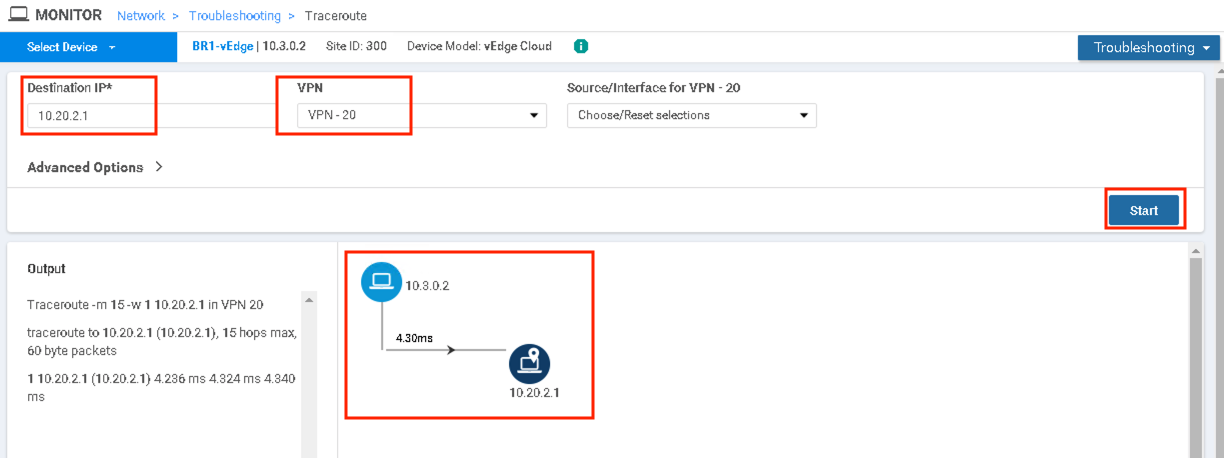 MONITOR Network > Troubleshooting > Traceroute
Select Device BR1-vEdge | 10.3.0.2 Site ID: 300 Device Model: vEdge Cloud i Troubleshooting
Destination IP* VPN Source/Interface for VPN - 20
10.20.2.1 VPN - 20 Choose/Reset selections
Advanced Options >
Start
Output
Traceroute -m 15 -w 1 10.20.2.1 in VPN 20
traceroute to 10.20.2.1 (10.20.2.1), 15 hops max,
60 byte packets
1 10.20.2.1 (10.20.2.1) 4.236 ms 4.324 ms 4.340
ms
10.3.0.2
4.30ms
10.20.2.1